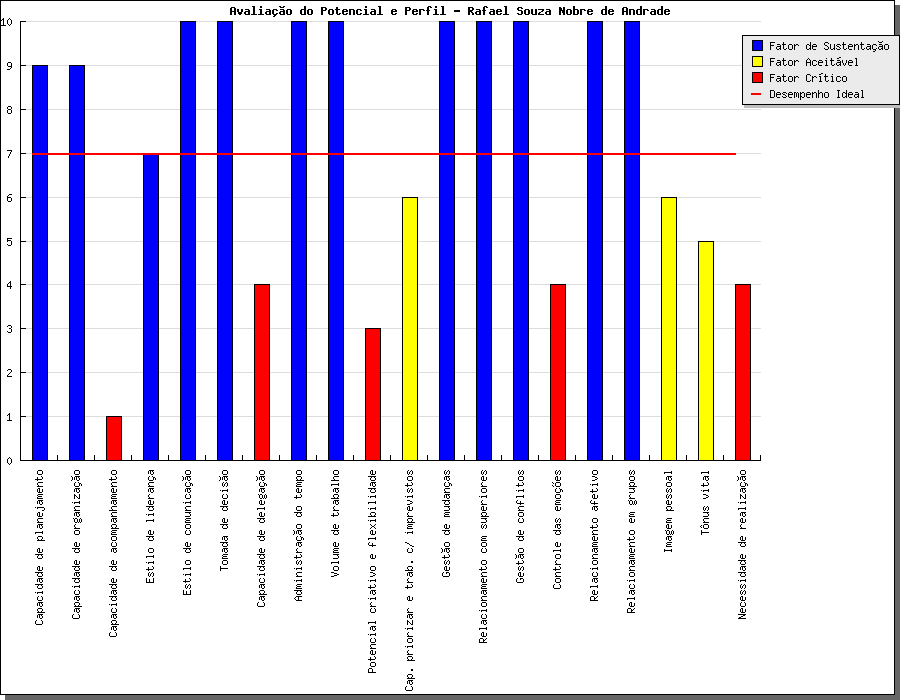 Avaliação do Potencial e Perfil - Rafael Souza Nobre de Andrade
Fator de Sustentação
Fator Aceitável
Fator Crítico
Desempenho Ideal
10
9
8
7
6
5
4
3
2
1
0
Capacidade de planejamento
Capacidade de organização
Capacidade de acompanhamento
Estilo de liderança
Estilo de comunicação
Tomada de decisão
Capacidade de delegação
Administração do tempo
Volume de trabalho
Potencial criativo e flexibilidade
Cap. priorizar e trab. c/ imprevistos
Gestão de mudanças
Relacionamento com superiores
Gestão de conflitos
Controle das emoções
Relacionamento afetivo
Relacionamento em grupos
Imagem pessoal
Tônus vital
Necessidade de realização